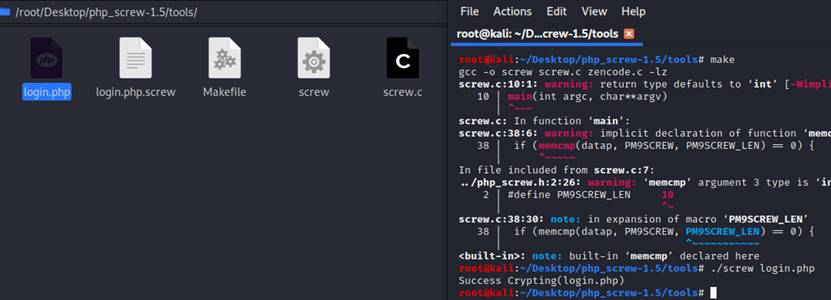 /root/Desktop/php_screw-1.5/tools/
php
C
login.php
login.php.screw
Makefile
screw
screw.c
File Actions Edit View Help
root@kali: ~/D...crew-1.5/tools
root@kali:~/Desktop/php_screw-1.5/tools# make
gcc -o screw screw.c zencode.c -lz
screw.c:10:1: warning: return type defaults to ‘int’ [-Wimpli
10 | main(int argc, char**argv)
| ^~~~
screw.c: In function ‘main’:
screw.c:38:6: warning: implicit declaration of function ‘memc
38 | if (memcmp(datap, PM9SCREW, PM9SCREW_LEN) == 0) {
| ^~~~~~
In file included from screw.c:7:
../php_screw.h:2:26: warning: ‘memcmp’ argument 3 type is ‘in
2 | #define PM9SCREW_LEN 10
| ^~
screw.c:38:30: note: in expansion of macro ‘PM9SCREW_LEN’
38 | if (memcmp(datap, PM9SCREW, PM9SCREW_LEN) == 0) {
| ^~~~~~~~~~~~
<built-in>: note: built-in ‘memcmp’ declared here
root@kali:~/Desktop/php_screw-1.5/tools# ./screw login.php
Success Crypting(login.php)
root@kali:~/Desktop/php_screw-1.5/tools#